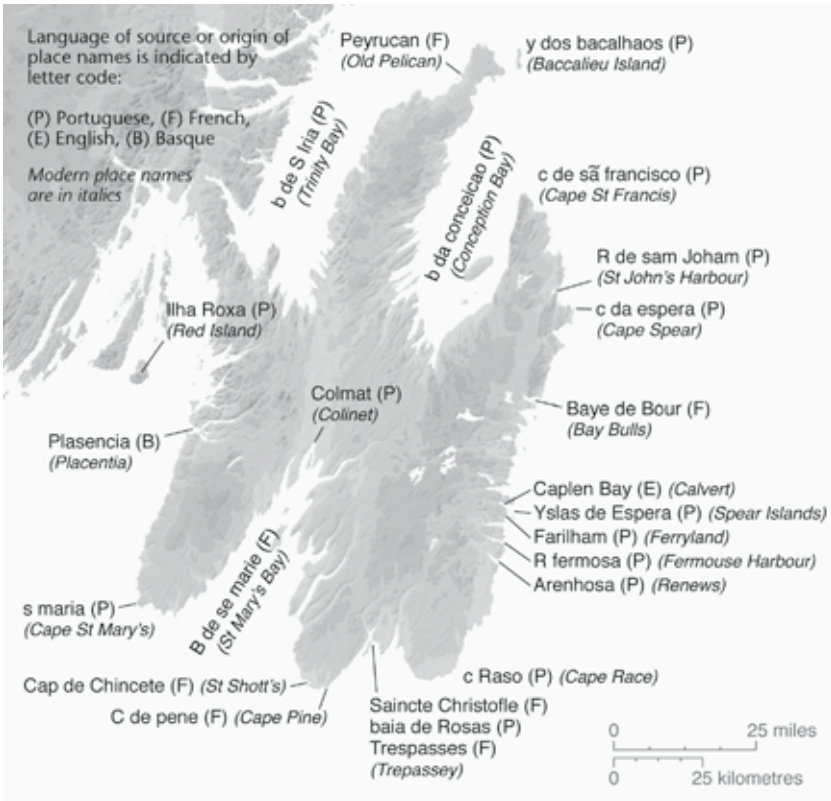 Language of source or origin of
place names is indicated by
letter code:
(P) Portuguese, (F) French,
(E) English, (B) Basque
Modern place names
are in italics
Peyrucan (F)
(Old Pelican)
y dos bacalhaos (P)
(Baccalieu Island)
b de S Iria (P)
(Trinity Bay)
b da conceicao (P)
(Conception Bay)
c de sã francisco (P)
(Cape St Francis)
R de sam Joham (P)
(St John's Harbour)
c da espera (P)
(Cape Spear)
Ilha Roxa (P)
(Red Island)
Colmat (P)
(Colinet)
Baye de Bour (F)
(Bay Bulls)
Plasencia (B)
(Placentia)
Caplen Bay (E) (Calvert)
Yslas de Espera (P) (Spear Islands)
Farilham (P) (Ferryland)
R fermosa (P) (Fermouse Harbour)
Arenhosa (P) (Renews)
B de se marie (F)
(St Mary's Bay)
s maria (P)
(Cape St Mary's)
Cap de Chincete (F) (St Shott's)
C de pene (F) (Cape Pine)
c Raso (P) (Cape Race)
Saincte Christofle (F)
baia de Rosas (P)
Trespasses (F)
(Trepassey)
0 25 miles
0 25 kilometres